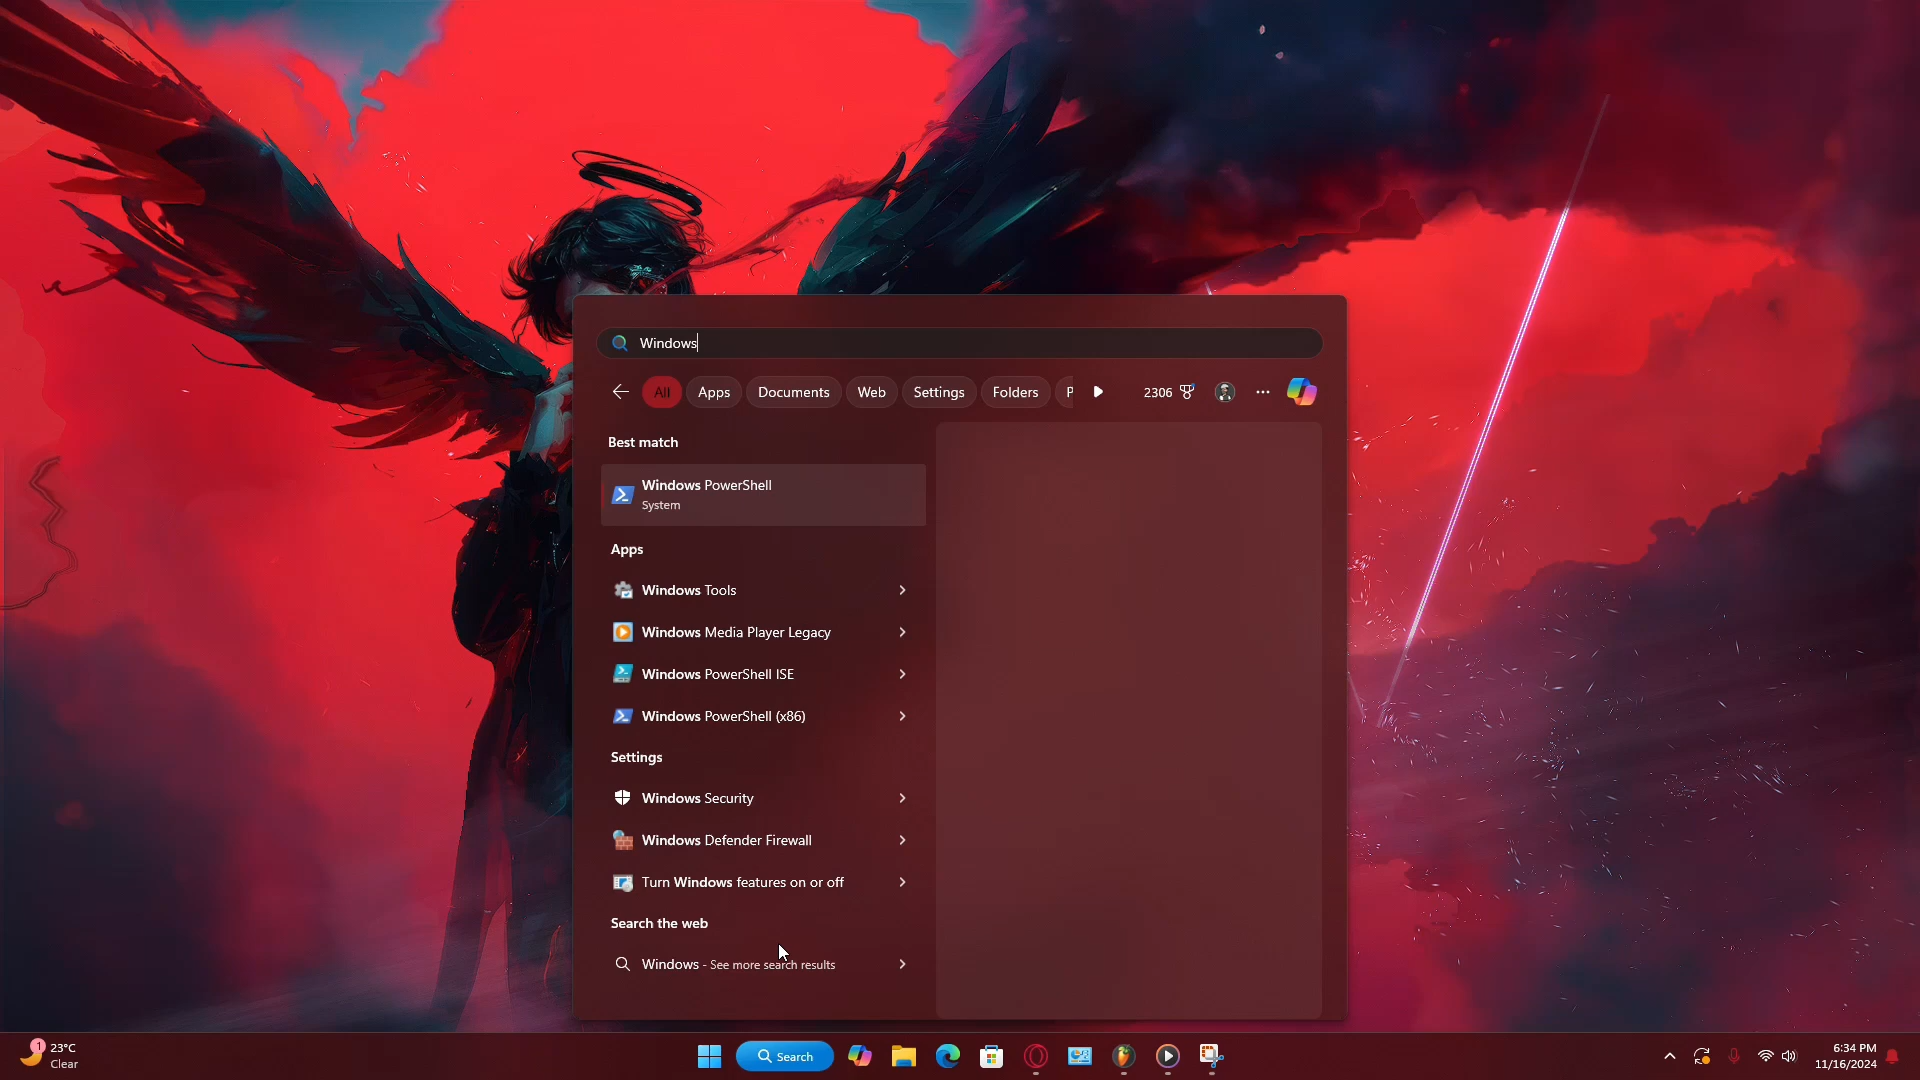 Windows
All Apps Documents Web Settings Folders P 2306
Best match
Windows PowerShell
System
Apps
Windows Tools
Windows Media Player Legacy
Windows PowerShell ISE
Windows PowerShell (x86)
Settings
Windows Security
Windows Defender Firewall
Turn Windows features on or off
Search the web
Windows - See more search results
1
23°C
Clear
Search
6:34 PM
11/16/2024